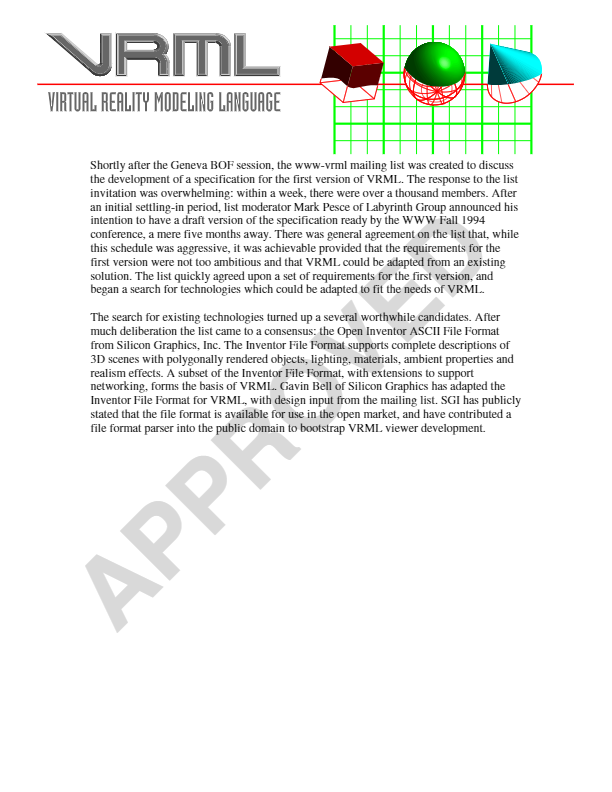 VRML
VIRTUAL REALITY MODELING LANGUAGE
Shortly after the Geneva BOF session, the www-vrml mailing list was created to discuss
the development of a specification for the first version of VRML. The response to the list
invitation was overwhelming: within a week, there were over a thousand members. After
an initial settling-in period, list moderator Mark Pesce of Labyrinth Group announced his
intention to have a draft version of the specification ready by the WWW Fall 1994
conference, a mere five months away. There was general agreement on the list that, while
this schedule was aggressive, it was achievable provided that the requirements for the
first version were not too ambitious and that VRML could be adapted from an existing
solution. The list quickly agreed upon a set of requirements for the first version, and
began a search for technologies which could be adapted to fit the needs of VRML.
The search for existing technologies turned up a several worthwhile candidates. After
much deliberation the list came to a consensus: the Open Inventor ASCII File Format
from Silicon Graphics, Inc. The Inventor File Format supports complete descriptions of
3D scenes with polygonally rendered objects, lighting, materials, ambient properties and
realism effects. A subset of the Inventor File Format, with extensions to support
networking, forms the basis of VRML. Gavin Bell of Silicon Graphics has adapted the
Inventor File Format for VRML, with design input from the mailing list. SGI has publicly
stated that the file format is available for use in the open market, and have contributed a
file format parser into the public domain to bootstrap VRML viewer development.
APPROVED